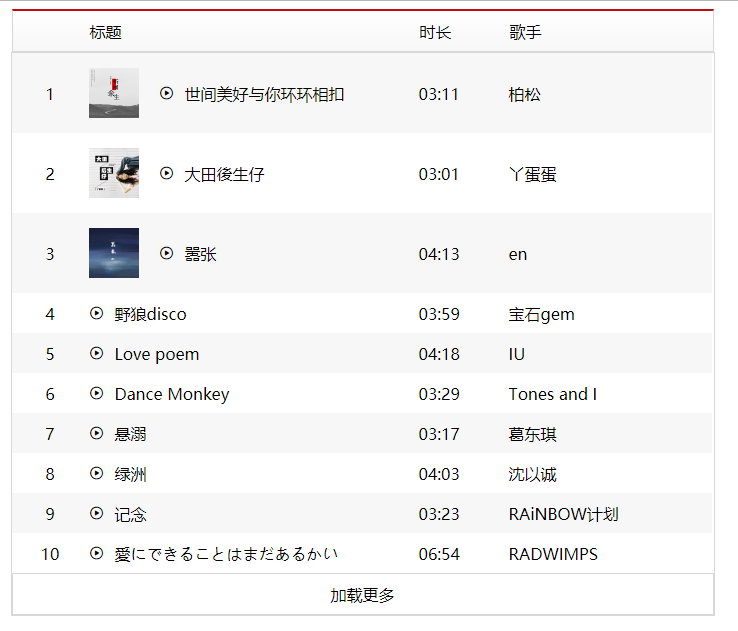 标题 时长 歌手
1 世间美好与你环环相扣 03:11 柏松
2 大田後生仔 03:01 丫蛋蛋
3 嚣张 04:13 en
4 野狼disco 03:59 宝石gem
5 Love poem 04:18 IU
6 Dance Monkey 03:29 Tones and I
7 悬溺 03:17 葛东琪
8 绿洲 04:03 沈以诚
9 记念 03:23 RAiNBOW计划
10 愛にできることはまだあるかい 06:54 RADWIMPS
加载更多